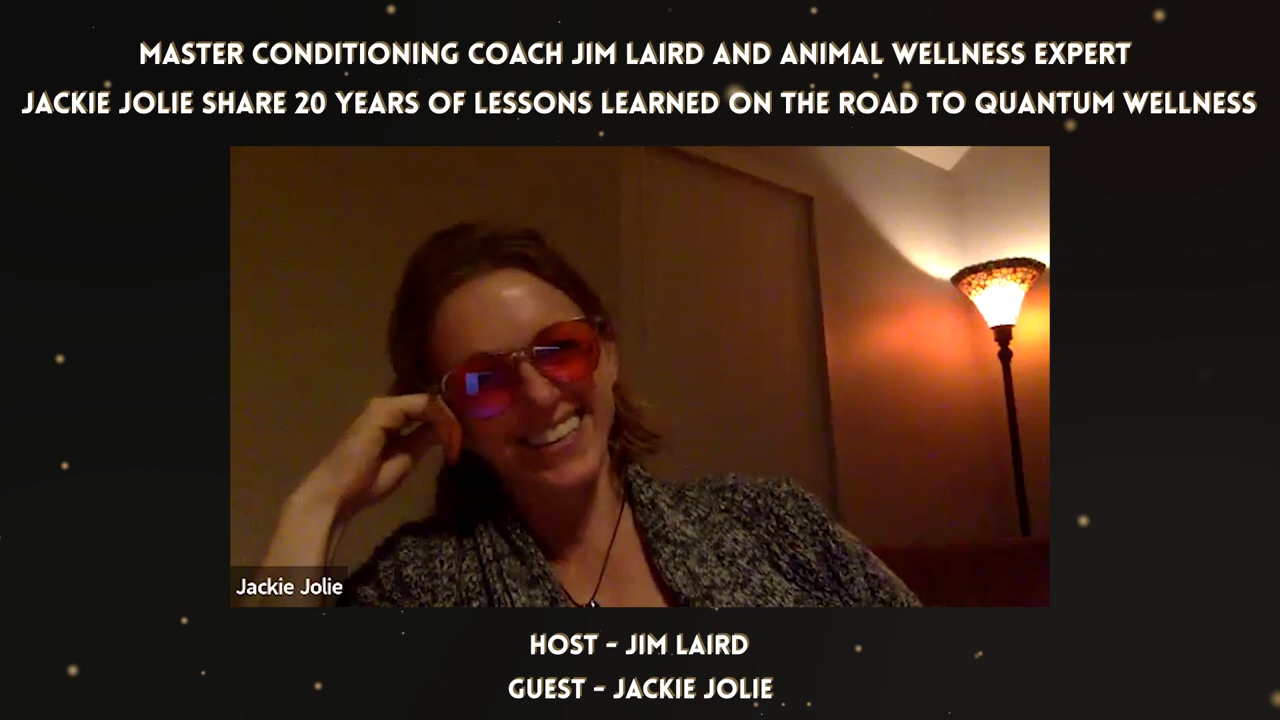 MASTER CONDITIONING COACH JIM LAIRD AND ANIMAL WELLNESS EXPERT
JACKIE JOLIE SHARE 20 YEARS OF LESSONS LEARNED ON THE ROAD TO QUANTUM WELLNESS
Jackie Jolie
HOST - JIM LAIRD
GUEST - JACKIE JOLIE